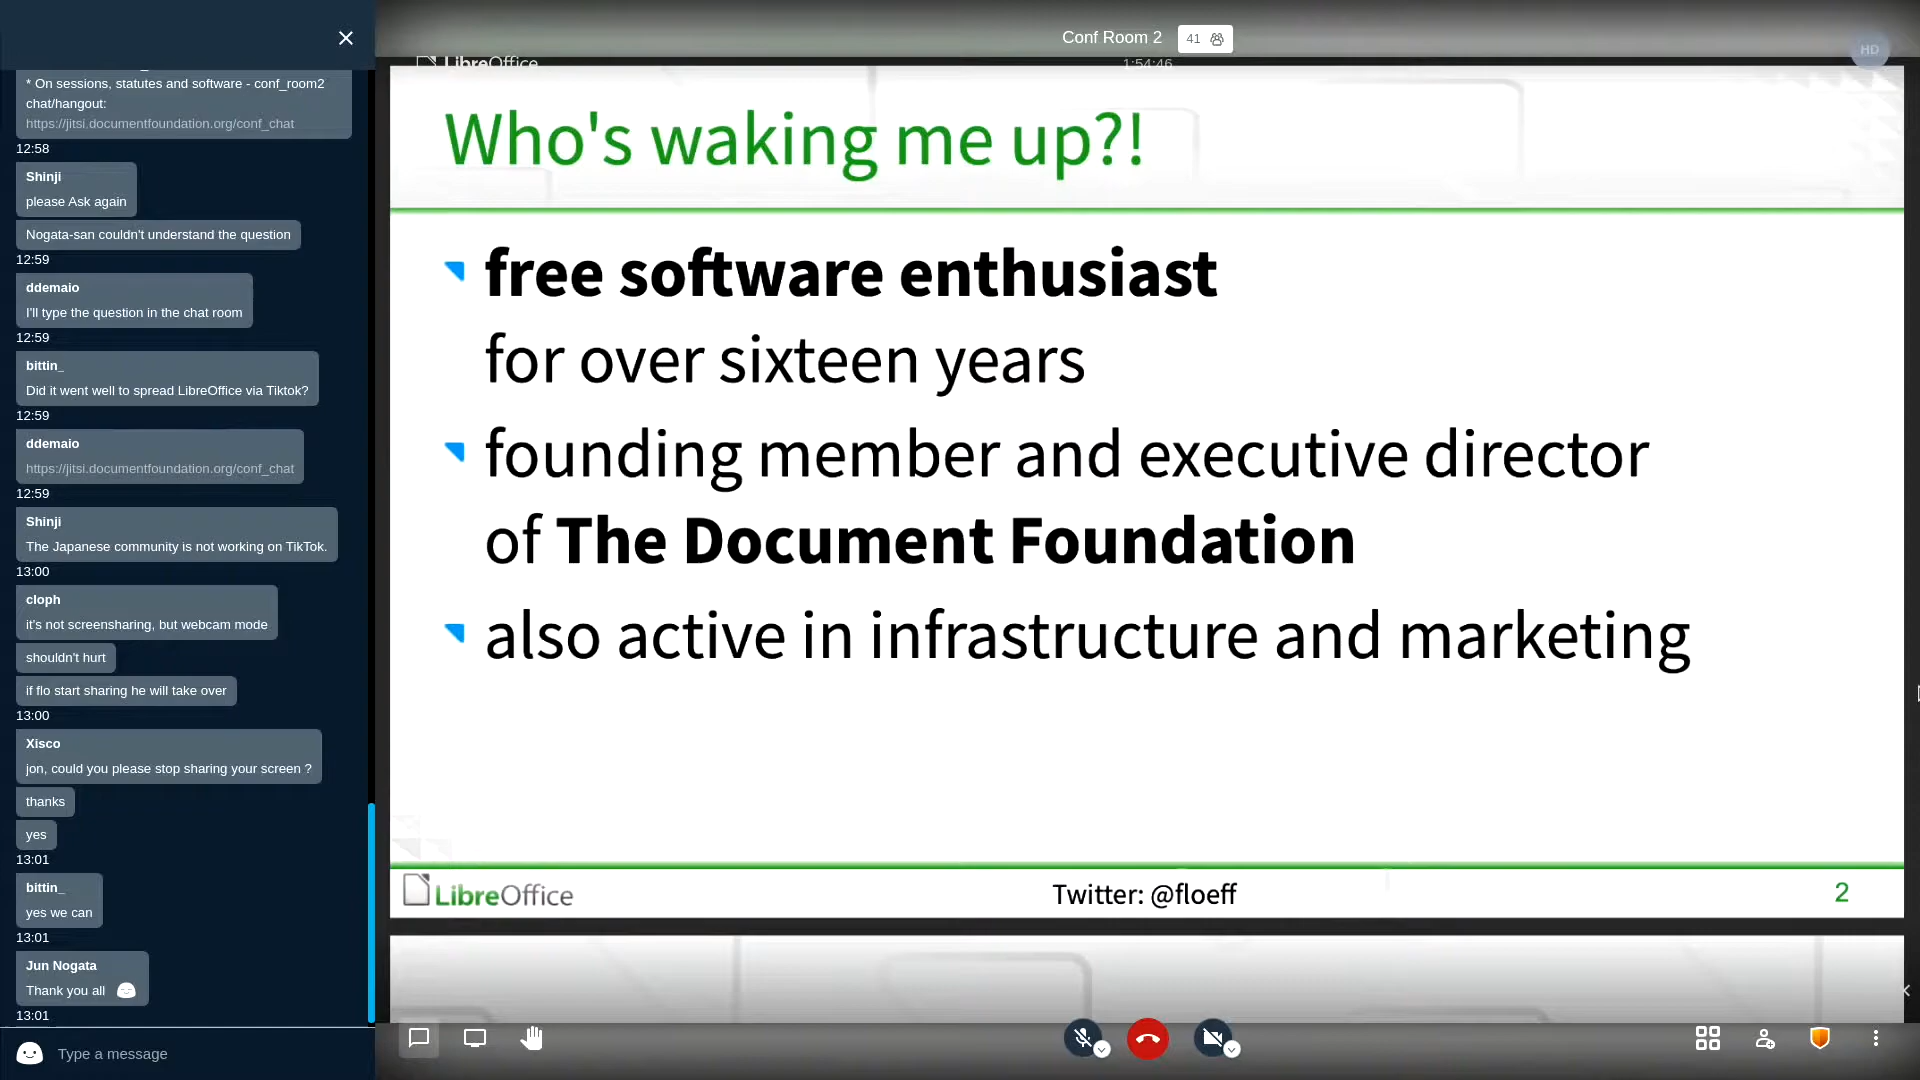 * On sessions, statutes and software - conf_room2
chat/hangout:
https://jitsi.documentfoundation.org/conf_chat
12:58
Shinji
please Ask again
Nogata-san couldn't understand the question
12:59
ddemaio
I'll type the question in the chat room
12:59
bittin_
Did it went well to spread LibreOffice via Tiktok?
12:59
ddemaio
https://jitsi.documentfoundation.org/conf_chat
12:59
Shinji
The Japanese community is not working on TikTok.
13:00
cloph
it's not screensharing, but webcam mode
shouldn't hurt
if flo start sharing he will take over
13:00
Xisco
jon, could you please stop sharing your screen ?
thanks
yes
13:01
bittin_
yes we can
13:01
Jun Nogata
Thank you all
13:01
Type a message
Conf Room 2
41
HD
LibreOffice
1:54:46
Who's waking me up?!
free software enthusiast
for over sixteen years
founding member and executive director
of The Document Foundation
also active in infrastructure and marketing
LibreOffice
Twitter: @floeff
2